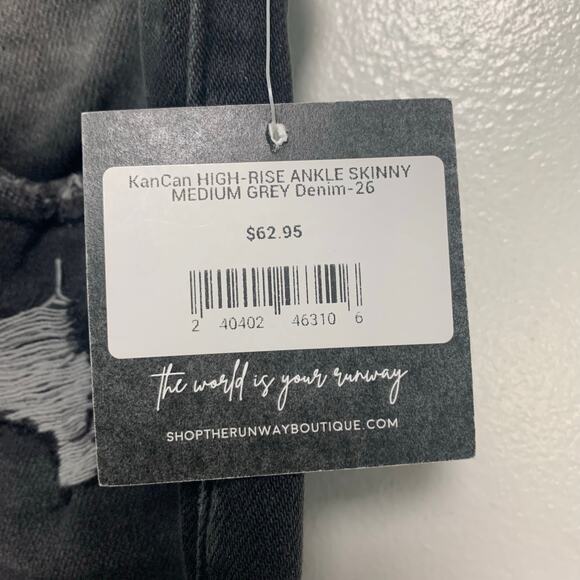 KanCan HIGH-RISE ANKLE SKINNY
MEDIUM GREY Denim-26
$62.95
2 40402 46310 6
the world is your runway
SHOPTHERUNWAYBOUTIQUE.COM